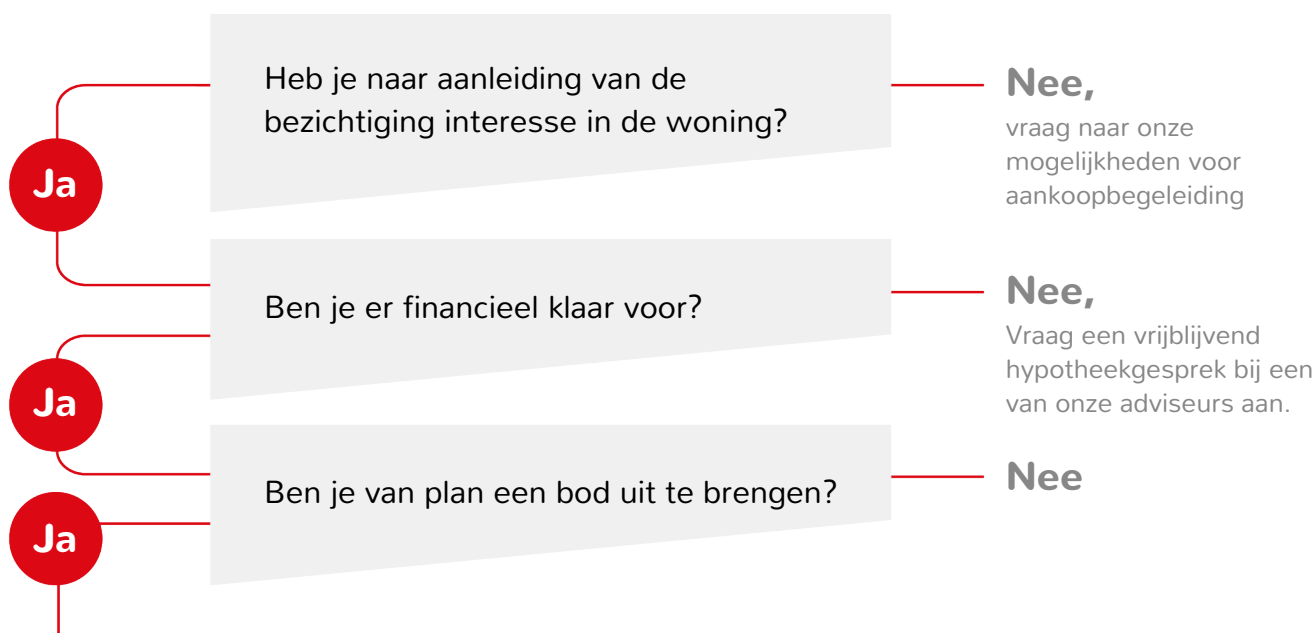 Heb je naar aanleiding van de
bezichtiging interesse in de woning?
Nee,
vraag naar onze
mogelijkheden voor
aankoopbegeleiding
Ja
Ben je er financieel klaar voor?
Nee,
Vraag een vrijblijvend
hypotheekgesprek bij een
van onze adviseurs aan.
Ja
Ben je van plan een bod uit te brengen?
Nee
Ja